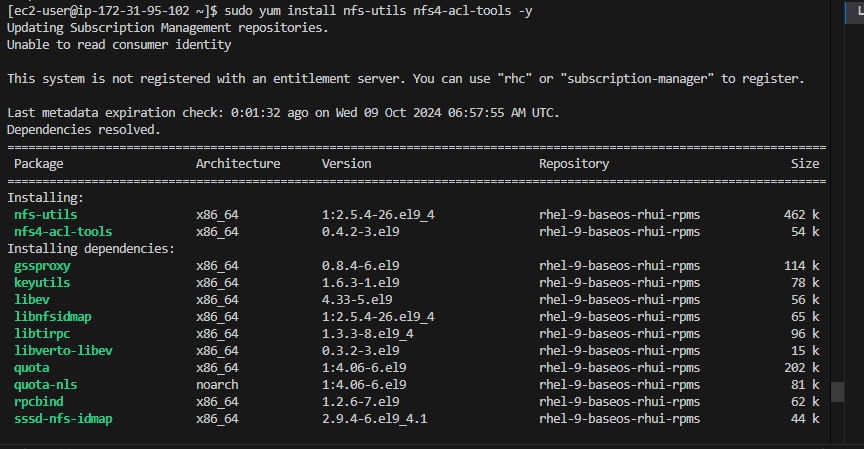 [ec2-user@ip-172-31-95-102 ~]$ sudo yum install nfs-utils nfs4-acl-tools -y
Updating Subscription Management repositories.
Unable to read consumer identity
This system is not registered with an entitlement server. You can use "rhc" or "subscription-manager" to register.
Last metadata expiration check: 0:01:32 ago on Wed 09 Oct 2024 06:57:55 AM UTC.
Dependencies resolved.
Package Architecture Version Repository Size
Installing:
nfs-utils x86_64 1:2.5.4-26.el9_4 rhel-9-baseos-rhui-rpms 462 k
nfs4-acl-tools x86_64 0.4.2-3.el9 rhel-9-baseos-rhui-rpms 54 k
Installing dependencies:
gssproxy x86_64 0.8.4-6.el9 rhel-9-baseos-rhui-rpms 114 k
keyutils x86_64 1.6.3-1.el9 rhel-9-baseos-rhui-rpms 78 k
libev x86_64 4.33-5.el9 rhel-9-baseos-rhui-rpms 56 k
libnfsidmap x86_64 1:2.5.4-26.el9_4 rhel-9-baseos-rhui-rpms 65 k
libtirpc x86_64 1.3.3-8.el9_4 rhel-9-baseos-rhui-rpms 96 k
libverto-libev x86_64 0.3.2-3.el9 rhel-9-baseos-rhui-rpms 15 k
quota x86_64 1:4.06-6.el9 rhel-9-baseos-rhui-rpms 202 k
quota-nls noarch 1:4.06-6.el9 rhel-9-baseos-rhui-rpms 81 k
rpcbind x86_64 1.2.6-7.el9 rhel-9-baseos-rhui-rpms 62 k
sssd-nfs-idmap x86_64 2.9.4-6.el9_4.1 rhel-9-baseos-rhui-rpms 44 k